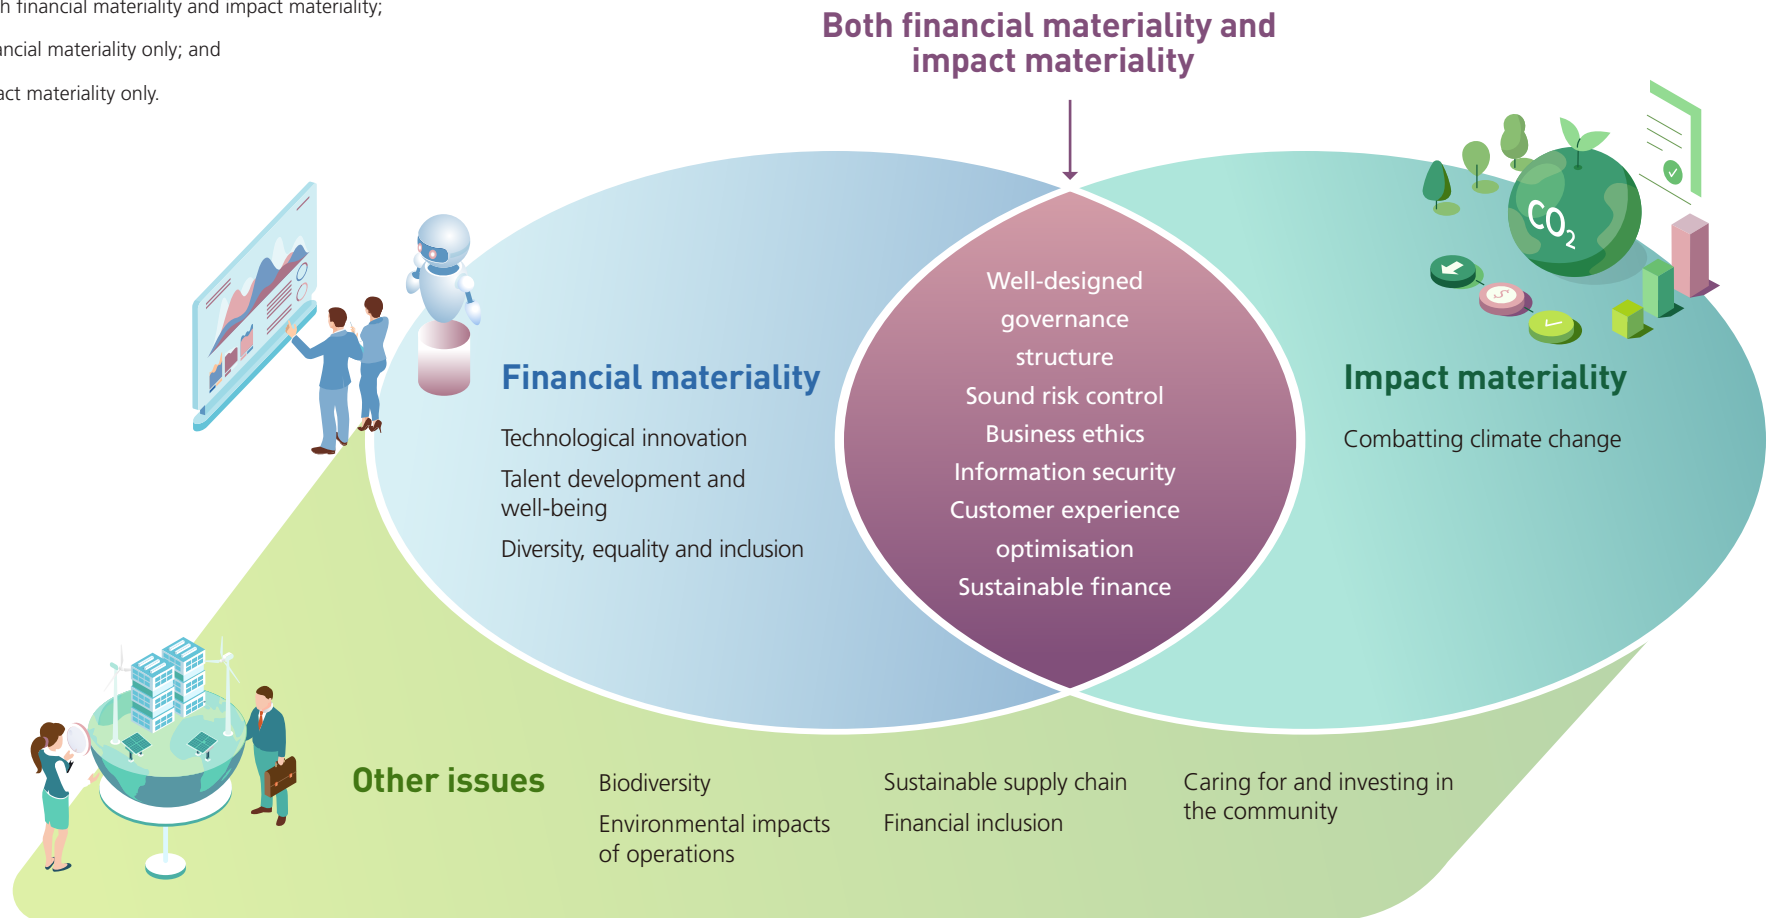 h financial materiality and impact materiality;
ancial materiality only; and
act materiality only.
Both financial materiality and
impact materiality
CO2
$
Well-designed
governance
structure
Sound risk control
Business ethics
Information security
Customer experience
optimisation
Sustainable finance
Financial materiality
Technological innovation
Talent development and
well-being
Diversity, equality and inclusion
Impact materiality
Combatting climate change
Other issues
Biodiversity
Environmental impacts
of operations
Sustainable supply chain
Financial inclusion
Caring for and investing in
the community